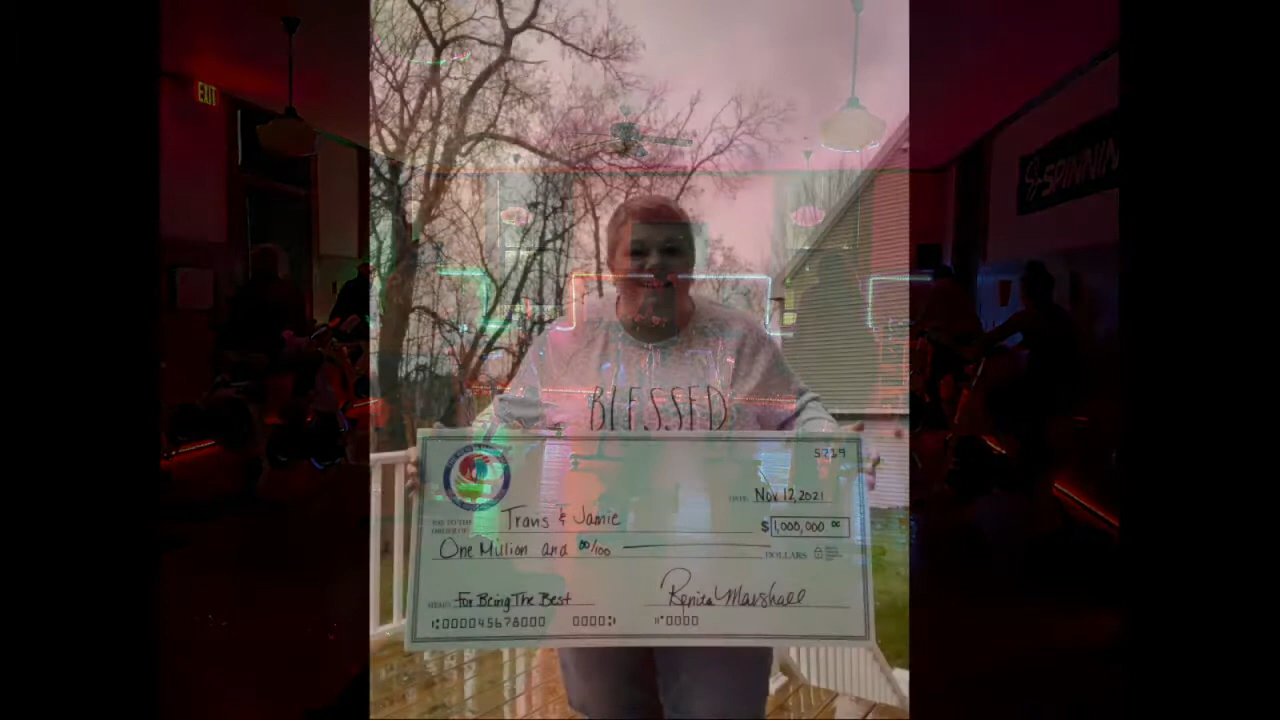 EXIT
SPINNIN
BLESSED
5729
Nov 12, 2021
Travis & Jamie
$ 1,000,000 00
One Million and 00/100
DOLLARS
For Being The Best
Renita Marshall
⑆000045678000 0000⑆ ⑈0000